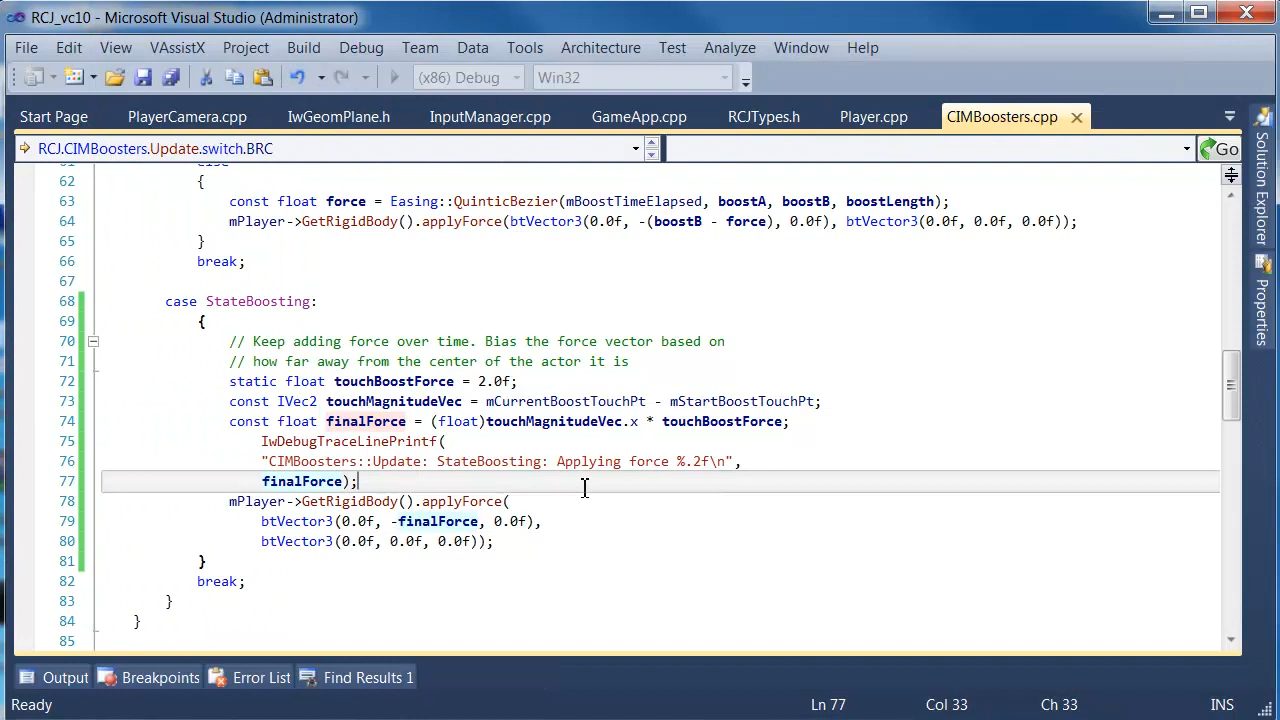 RCJ_vc10 - Microsoft Visual Studio (Administrator)
File Edit View VAssistX Project Build Debug Team Data Tools Architecture Test Analyze Window Help
(x86) Debug Win32
Start Page PlayerCamera.cpp IwGeomPlane.h InputManager.cpp GameApp.cpp RCJTypes.h Player.cpp CIMBoosters.cpp
RCJ.CIMBoosters.Update.switch.BRC Go
61 else
62 {
63 const float force = Easing::QuinticBezier(mBoostTimeElapsed, boostA, boostB, boostLength);
64 mPlayer->GetRigidBody().applyForce(btVector3(0.0f, -(boostB - force), 0.0f), btVector3(0.0f, 0.0f, 0.0f));
65 }
66 break;
67
68 case StateBoosting:
69 {
70 // Keep adding force over time. Bias the force vector based on
71 // how far away from the center of the actor it is
72 static float touchBoostForce = 2.0f;
73 const IVec2 touchMagnitudeVec = mCurrentBoostTouchPt - mStartBoostTouchPt;
74 const float finalForce = (float)touchMagnitudeVec.x * touchBoostForce;
75 IwDebugTraceLinePrintf(
76 "CIMBoosters::Update: StateBoosting: Applying force %.2f\n",
77 finalForce);
78 mPlayer->GetRigidBody().applyForce(
79 btVector3(0.0f, -finalForce, 0.0f),
80 btVector3(0.0f, 0.0f, 0.0f));
81 }
82 break;
83 }
84 }
85
Solution Explorer
Properties
Output Breakpoints Error List Find Results 1
Ready Ln 77 Col 33 Ch 33 INS